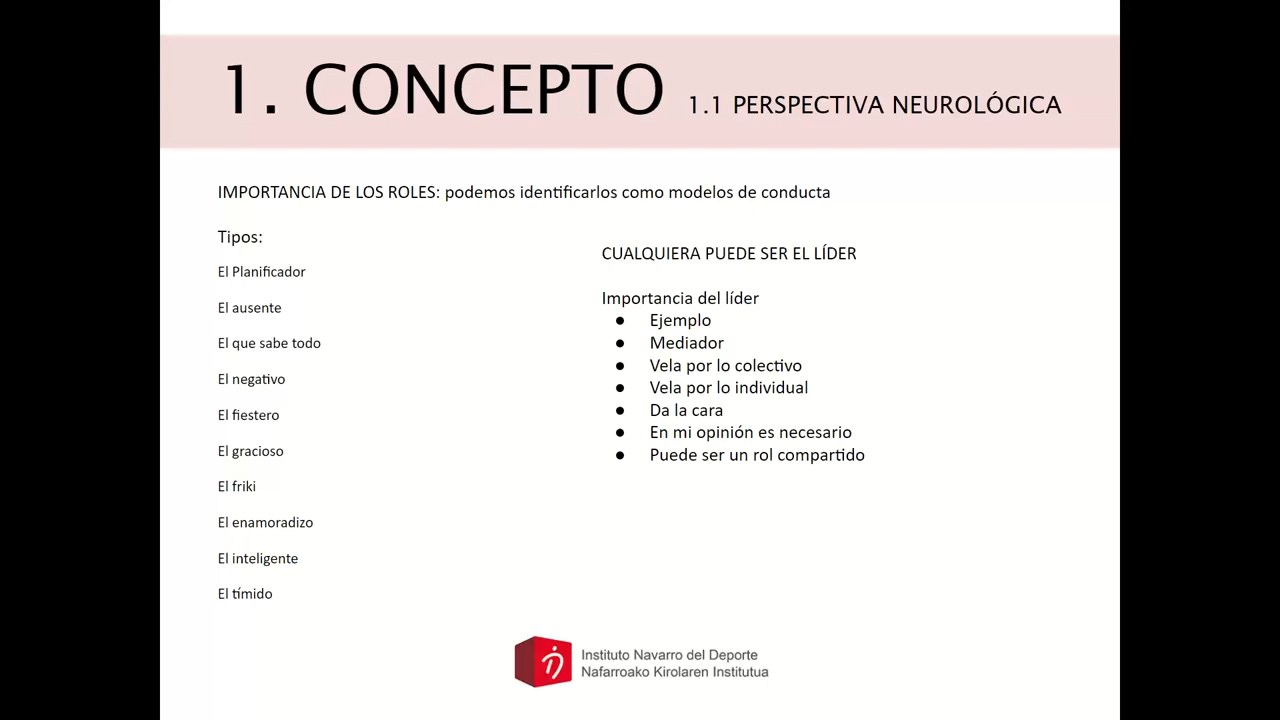 1. CONCEPTO 1.1 PERSPECTIVA NEUROLÓGICA
IMPORTANCIA DE LOS ROLES: podemos identificarlos como modelos de conducta
Tipos:
El Planificador
El ausente
El que sabe todo
El negativo
El fiestero
El gracioso
El friki
El enamoradizo
El inteligente
El tímido
CUALQUIERA PUEDE SER EL LÍDER
Importancia del líder
● Ejemplo
● Mediador
● Vela por lo colectivo
● Vela por lo individual
● Da la cara
● En mi opinión es necesario
● Puede ser un rol compartido
Instituto Navarro del Deporte
Nafarroako Kirolaren Institutua